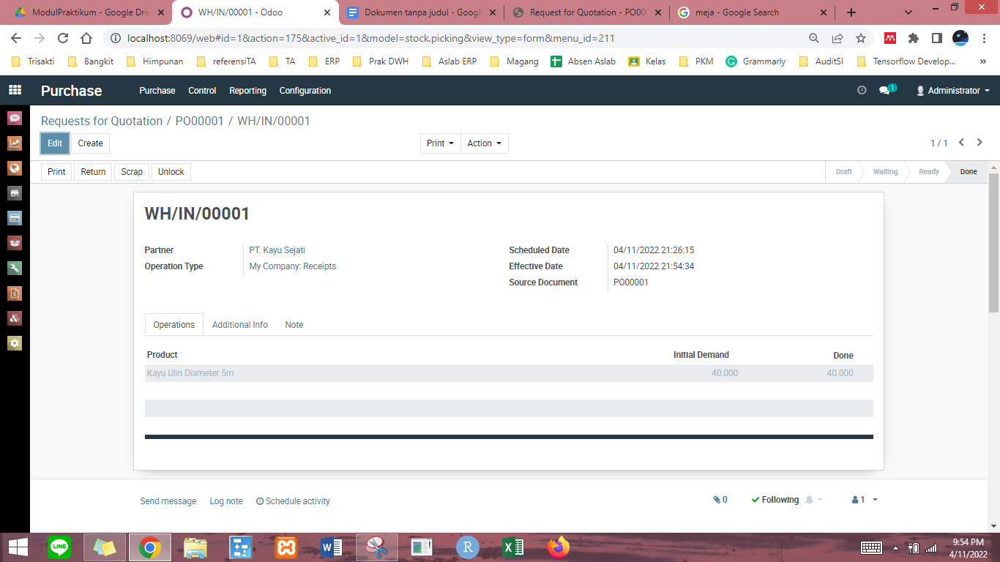 ModulPraktikum - Google Driv
WH/IN/00001 - Odoo
Dokumen tanpa judul - Google
Request for Quotation - PO000
meja - Google Search
localhost:8069/web#id=1&action=175&active_id=1&model=stock.picking&view_type=form&menu_id=211
Trisakti
Bangkit
Himpunan
referensiTA
TA
ERP
Prak DWH
Aslab ERP
Magang
Absen Aslab
Kelas
PKM
Grammarly
AuditSI
Tensorflow Develop...
»
Purchase
Purchase
Control
Reporting
Configuration
1
Administrator
Requests for Quotation / PO00001 / WH/IN/00001
Edit
Create
Print
Action
1 / 1
Print
Return
Scrap
Unlock
Draft
Waiting
Ready
Done
WH/IN/00001
Partner
PT. Kayu Sejati
Operation Type
My Company: Receipts
Scheduled Date
04/11/2022 21:26:15
Effective Date
04/11/2022 21:54:34
Source Document
PO00001
Operations
Additional Info
Note
Product
Initial Demand
Done
Kayu Ulin Diameter 5m
40.000
40.000
Send message
Log note
Schedule activity
0
Following
1
LINE
R
9:54 PM
4/11/2022